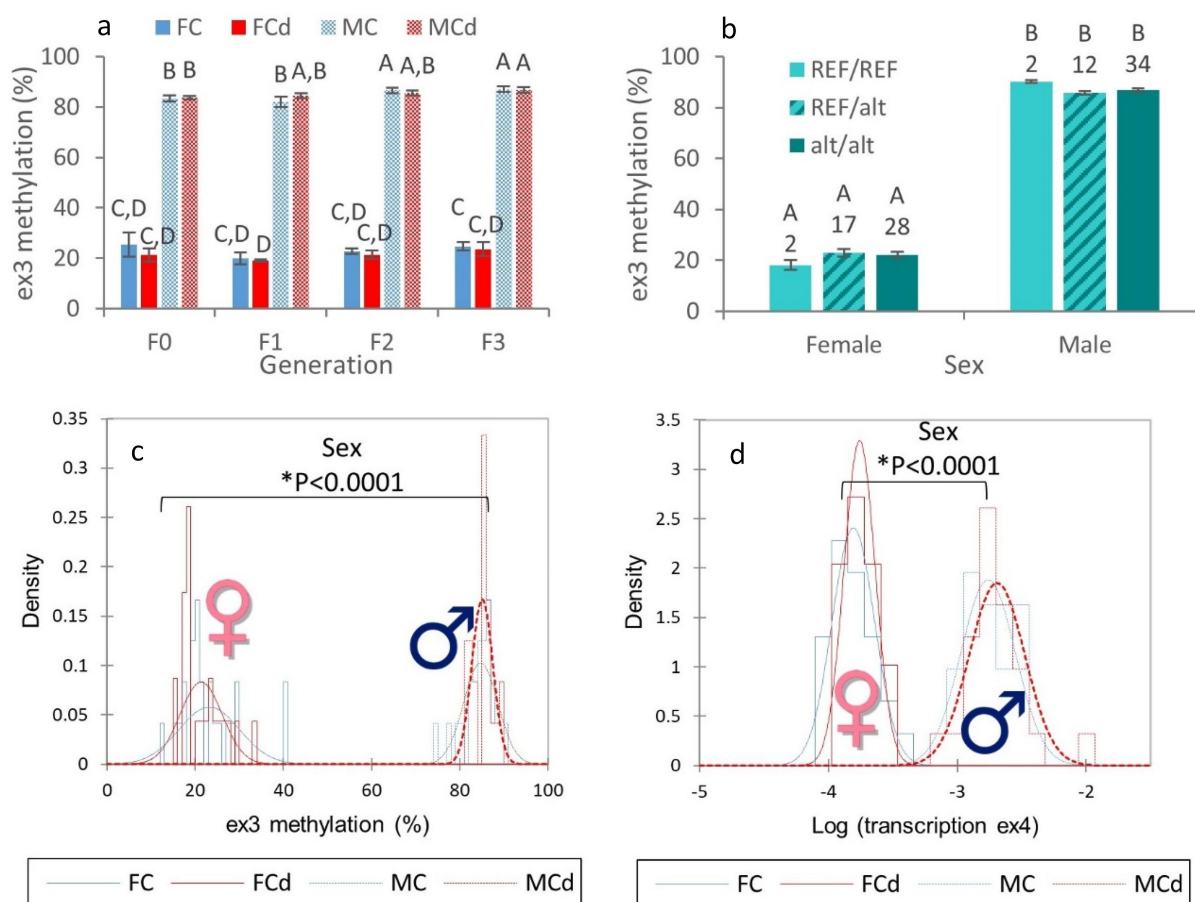 a
FC FCd MC MCd
ex3 methylation (%)
100
80
60
40
20
0
B B B A,B A A,B A A
C,D C,D C,D D C,D C,D C C,D
F0 F1 F2 F3
Generation
b
REF/REF
REF/alt
alt/alt
ex3 methylation (%)
100
80
60
40
20
0
A A A B B B
2 17 28 2 12 34
Female Male
Sex
c
Sex
*P<0.0001
Density
0.35
0.3
0.25
0.2
0.15
0.1
0.05
0
0 20 40 60 80 100
ex3 methylation (%)
FC FCd MC MCd
d
Sex
*P<0.0001
Density
3.5
3
2.5
2
1.5
1
0.5
0
-5 -4 -3 -2
Log (transcription ex4)
FC FCd MC MCd